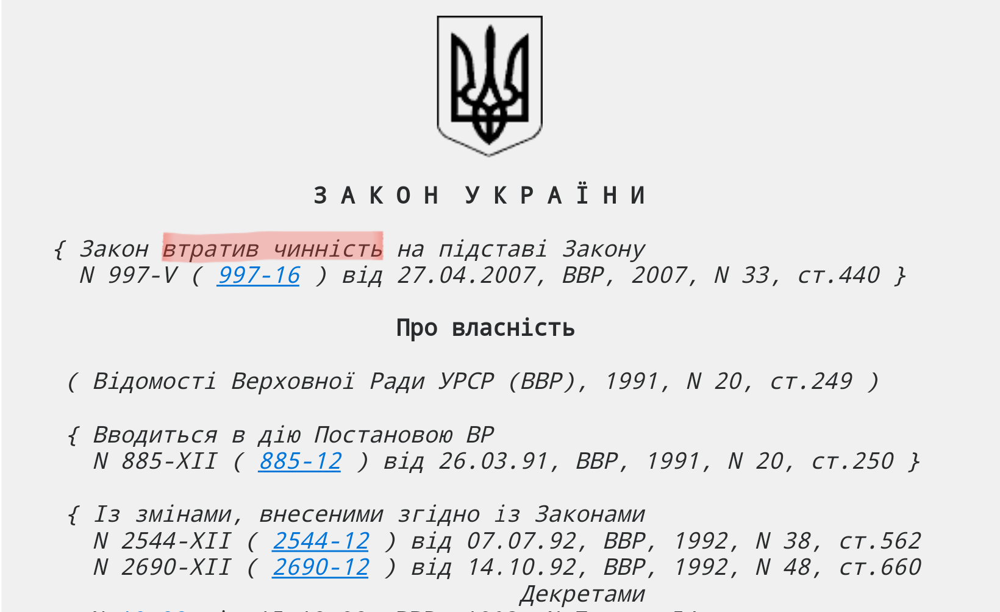 З А К О Н  У К Р А Ї Н И
{ Закон втратив чинність на підставі Закону
N 997-V ( 997-16 ) від 27.04.2007, ВВР, 2007, N 33, ст.440 }
Про власність
( Відомості Верховної Ради УРСР (ВВР), 1991, N 20, ст.249 )
{ Вводиться в дію Постановою ВР
N 885-XII ( 885-12 ) від 26.03.91, ВВР, 1991, N 20, ст.250 }
{ Із змінами, внесеними згідно із Законами
N 2544-XII ( 2544-12 ) від 07.07.92, ВВР, 1992, N 38, ст.562
N 2690-XII ( 2690-12 ) від 14.10.92, ВВР, 1992, N 48, ст.660
Декретами